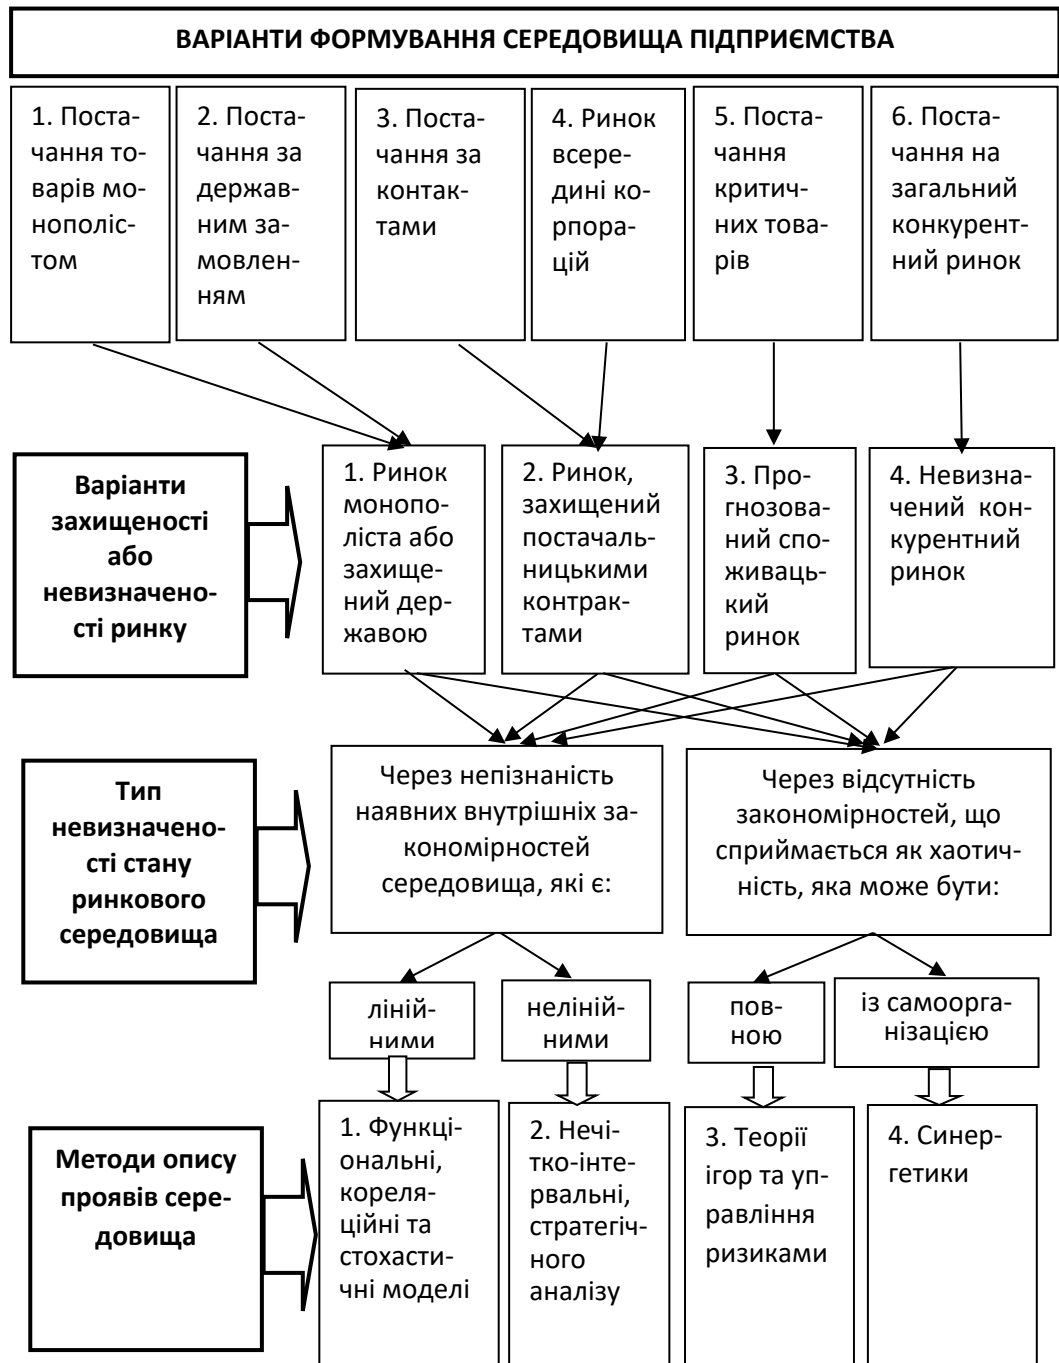 ВАРІАНТИ ФОРМУВАННЯ СЕРЕДОВИЩА ПІДПРИЄМСТВА
1. Поста-
чання то-
варів мо-
нополіс-
том
2. Поста-
чання за
держав-
ним за-
мовлен-
ням
3. Поста-
чання за
контак-
тами
4. Ринок
всере-
дині ко-
рпора-
цій
5. Поста-
чання
критич-
них това-
рів
6. Поста-
чання на
загальний
конкурент-
ний ринок
Варіанти
захищеності
або
невизначено-
сті ринку
1. Ринок
монопо-
ліста або
захище-
ний дер-
жавою
2. Ринок,
захищений
постачаль-
ницькими
контрак-
тами
3. Про-
гнозова-
ний спо-
живаць-
кий
ринок
4. Невизна-
чений кон-
курентний
ринок
Тип
невизначено-
сті стану
ринкового
середовища
Через непізнаність
наявних внутрішніх за-
кономірностей
середовища, які є:
Через відсутність
закономірностей, що
сприймається як хаотич-
ність, яка може бути:
ліній-
ними
неліній-
ними
пов-
ною
із самоорга-
нізацією
Методи опису
проявів сере-
довища
1. Функці-
ональні,
кореля-
ційні та
стохасти-
чні моделі
2. Нечі-
тко-інте-
рвальні,
стратегіч-
ного
аналізу
3. Теорії
ігор та уп-
равління
ризиками
4. Синер-
гетики